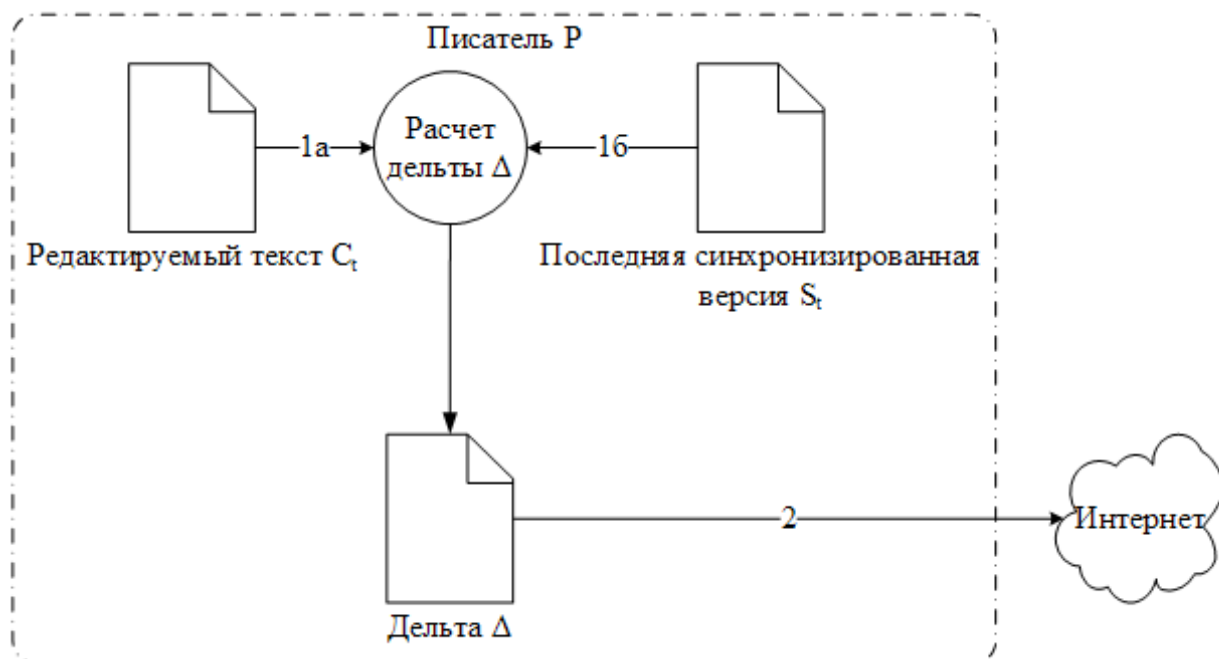 Писатель P
Расчет
дельты Δ
1а
1б
Редактируемый текст Cₜ
Последняя синхронизированная
версия Sₜ
2
Интернет
Дельта Δ